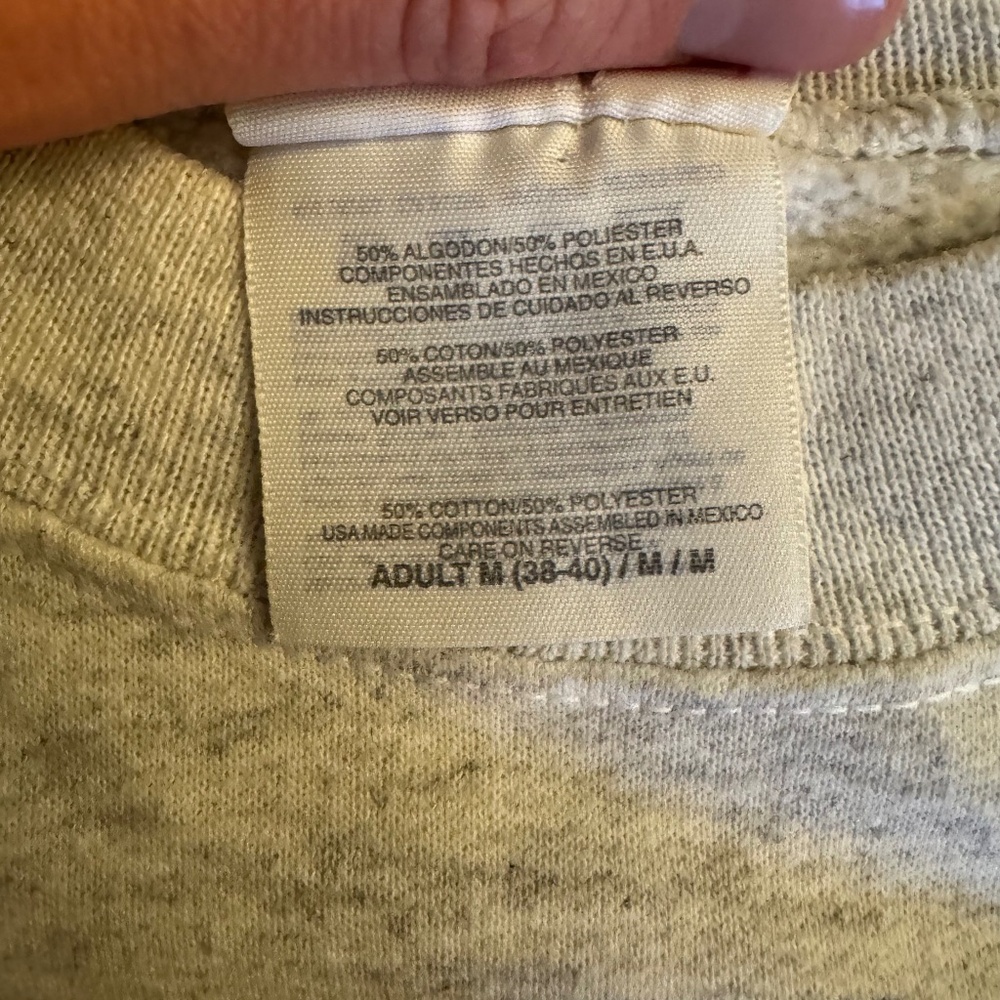 50% ALGODON/50% POLIESTER
COMPONENTES HECHOS EN E.U.A.
ENSAMBLADO EN MEXICO
INSTRUCCIONES DE CUIDADO AL REVERSO
50% COTON/50% POLYESTER
ASSEMBLE AU MEXIQUE
COMPOSANTS FABRIQUES AUX E.U.
VOIR VERSO POUR ENTRETIEN
50% COTTON/50% POLYESTER
USA MADE COMPONENTS ASSEMBLED IN MEXICO
CARE ON REVERSE
ADULT M (38-40) / M / M